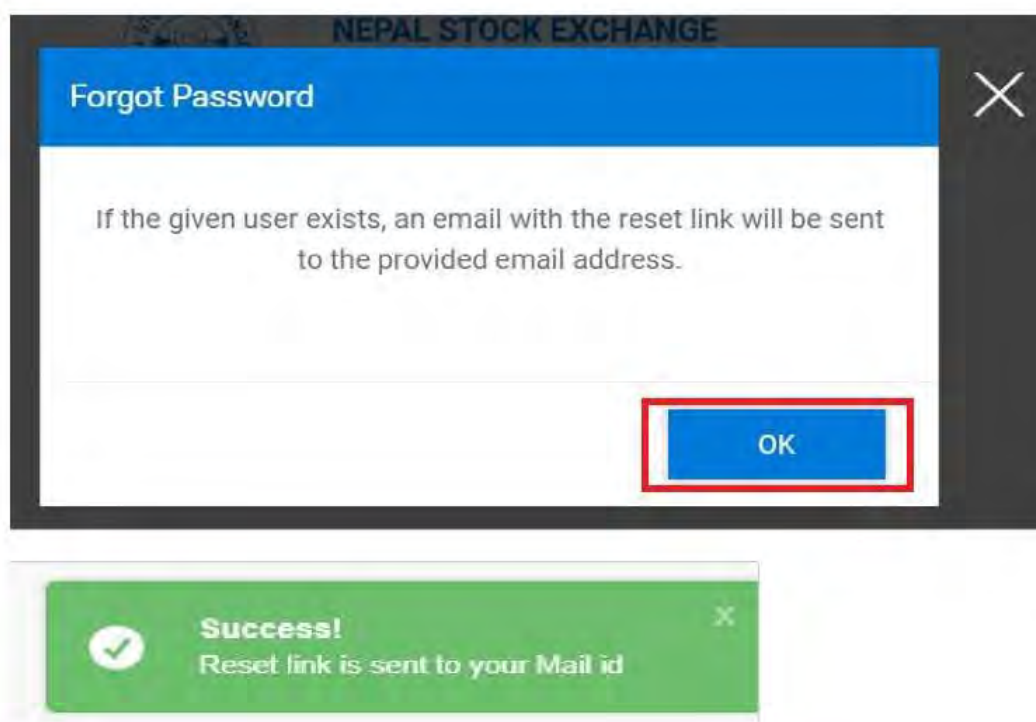 NEPAL STOCK EXCHANGE
Forgot Password
If the given user exists, an email with the reset link will be sent
to the provided email address.
OK
Success!
Reset link is sent to your Mail id